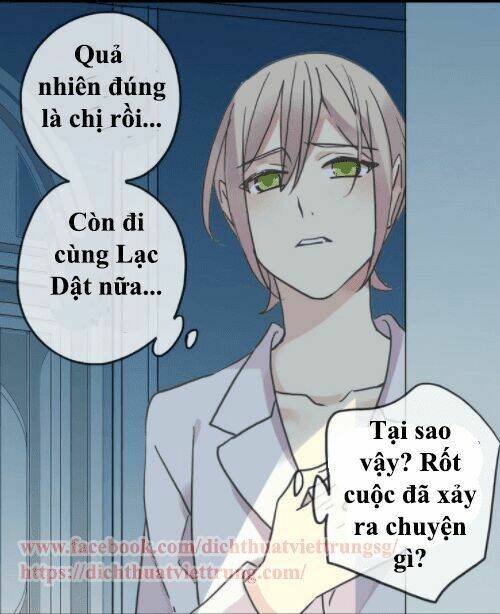 Quả
nhiên đúng
là chị rồi...
Còn đi
cùng Lạc
Dật nữa...
Tại sao
vậy? Rốt
cuộc đã xảy
ra chuyện
gì?
www.facebook.com/dichthuatviettrungsg/
https://dichthuatviettrung.com/